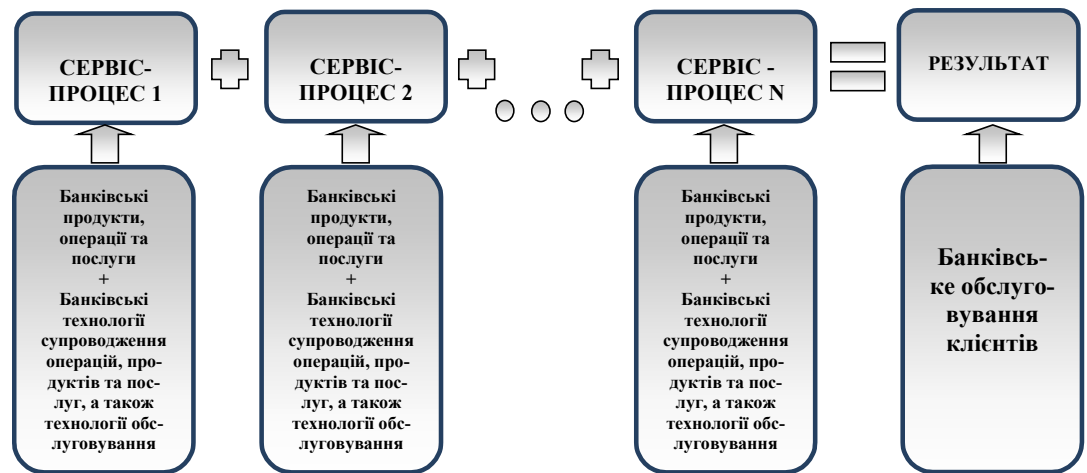 СЕРВІС-
ПРОЦЕС 1
СЕРВІС-
ПРОЦЕС 2
СЕРВІС -
ПРОЦЕС N
РЕЗУЛЬТАТ
Банківські
продукти,
операції та
послуги
+
Банківські
технології
супроводження
операцій, про-
дуктів та пос-
луг, а також
технології обс-
луговування
Банківські
продукти,
операції та
послуги
+
Банківські
технології
супроводження
операцій, про-
дуктів та пос-
луг, а також
технології обс-
луговування
Банківські
продукти,
операції та
послуги
+
Банківські
технології
супроводження
операцій, про-
дуктів та пос-
луг, а також
технології обс-
луговування
Банківсь-
ке обслуго-
вування
клієнтів